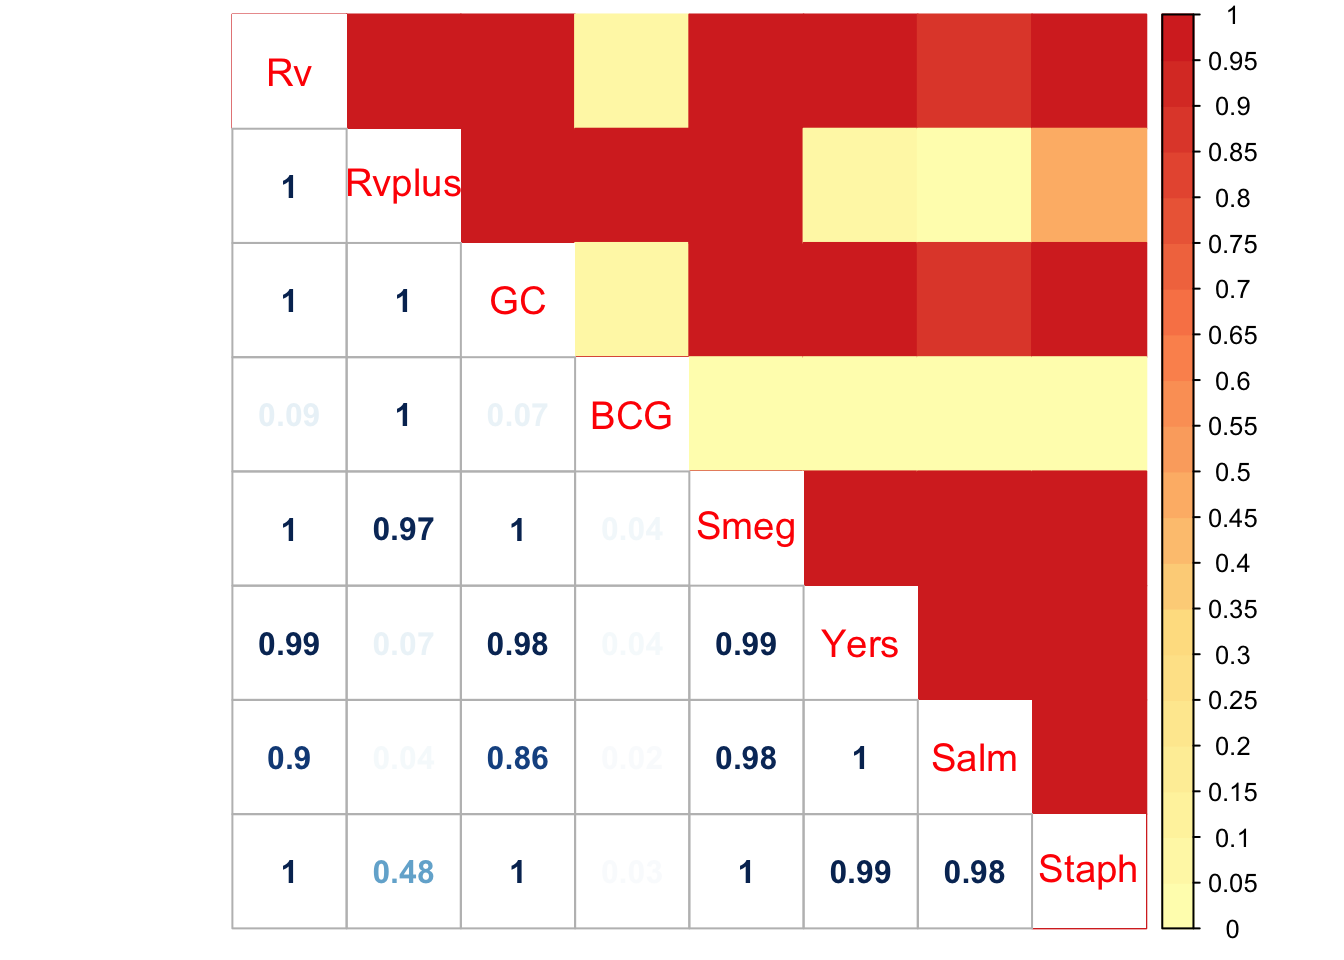 Rv
1 Rvplus
1 1 GC
0.09 1 0.07 BCG
1 0.97 1 0.04 Smeg
0.99 0.07 0.98 0.04 0.99 Yers
0.9 0.04 0.86 0.02 0.98 1 Salm
1 0.48 1 0.03 1 0.99 0.98 Staph
1
0.95
0.9
0.85
0.8
0.75
0.7
0.65
0.6
0.55
0.5
0.45
0.4
0.35
0.3
0.25
0.2
0.15
0.1
0.05
0